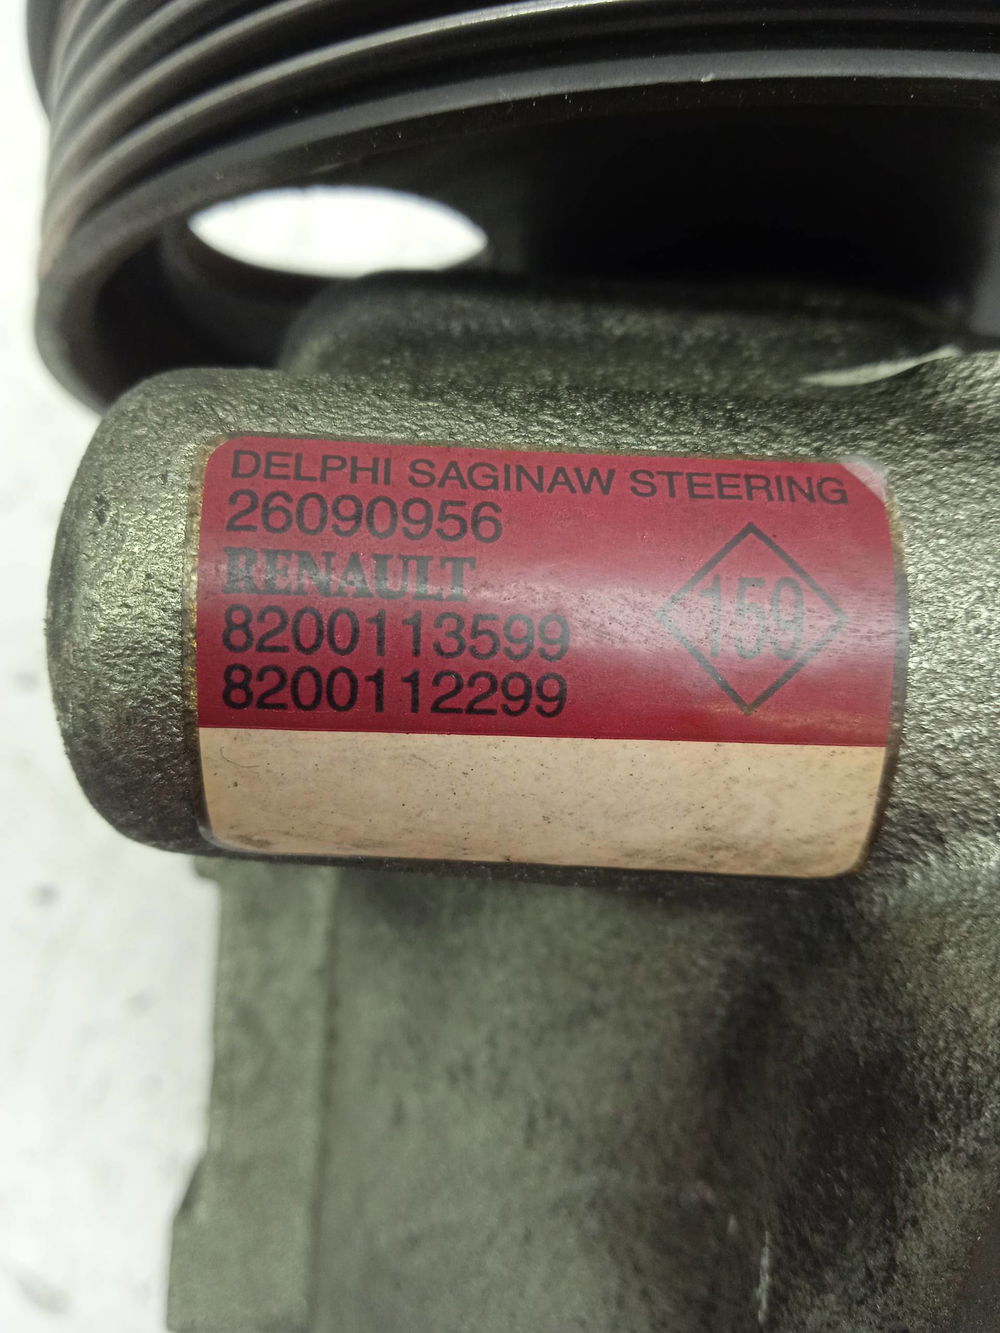 DELPHI SAGINAW STEERING
26090956
RENAULT
8200113599
8200112299
159